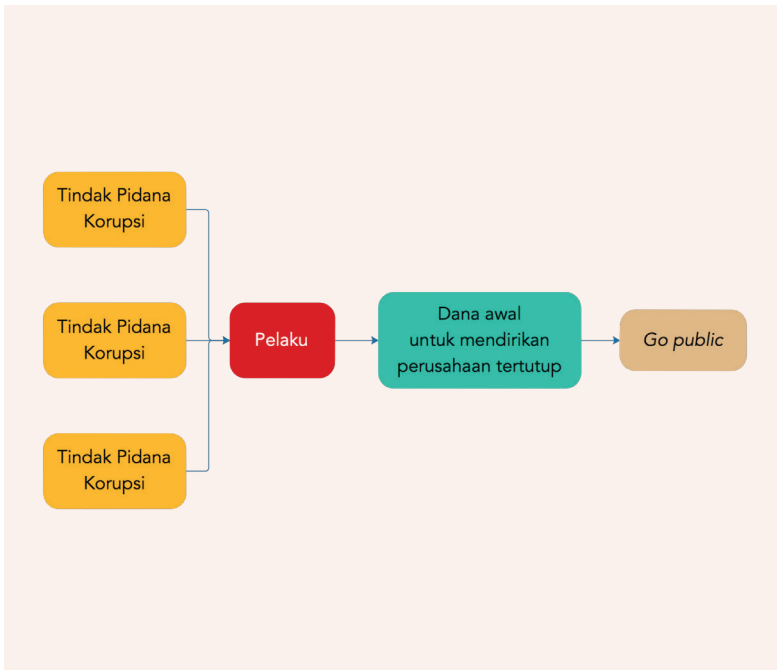 Tindak Pidana
Korupsi
Tindak Pidana
Korupsi
Pelaku
Dana awal
untuk mendirikan
perusahaan tertutup
Go public
Tindak Pidana
Korupsi